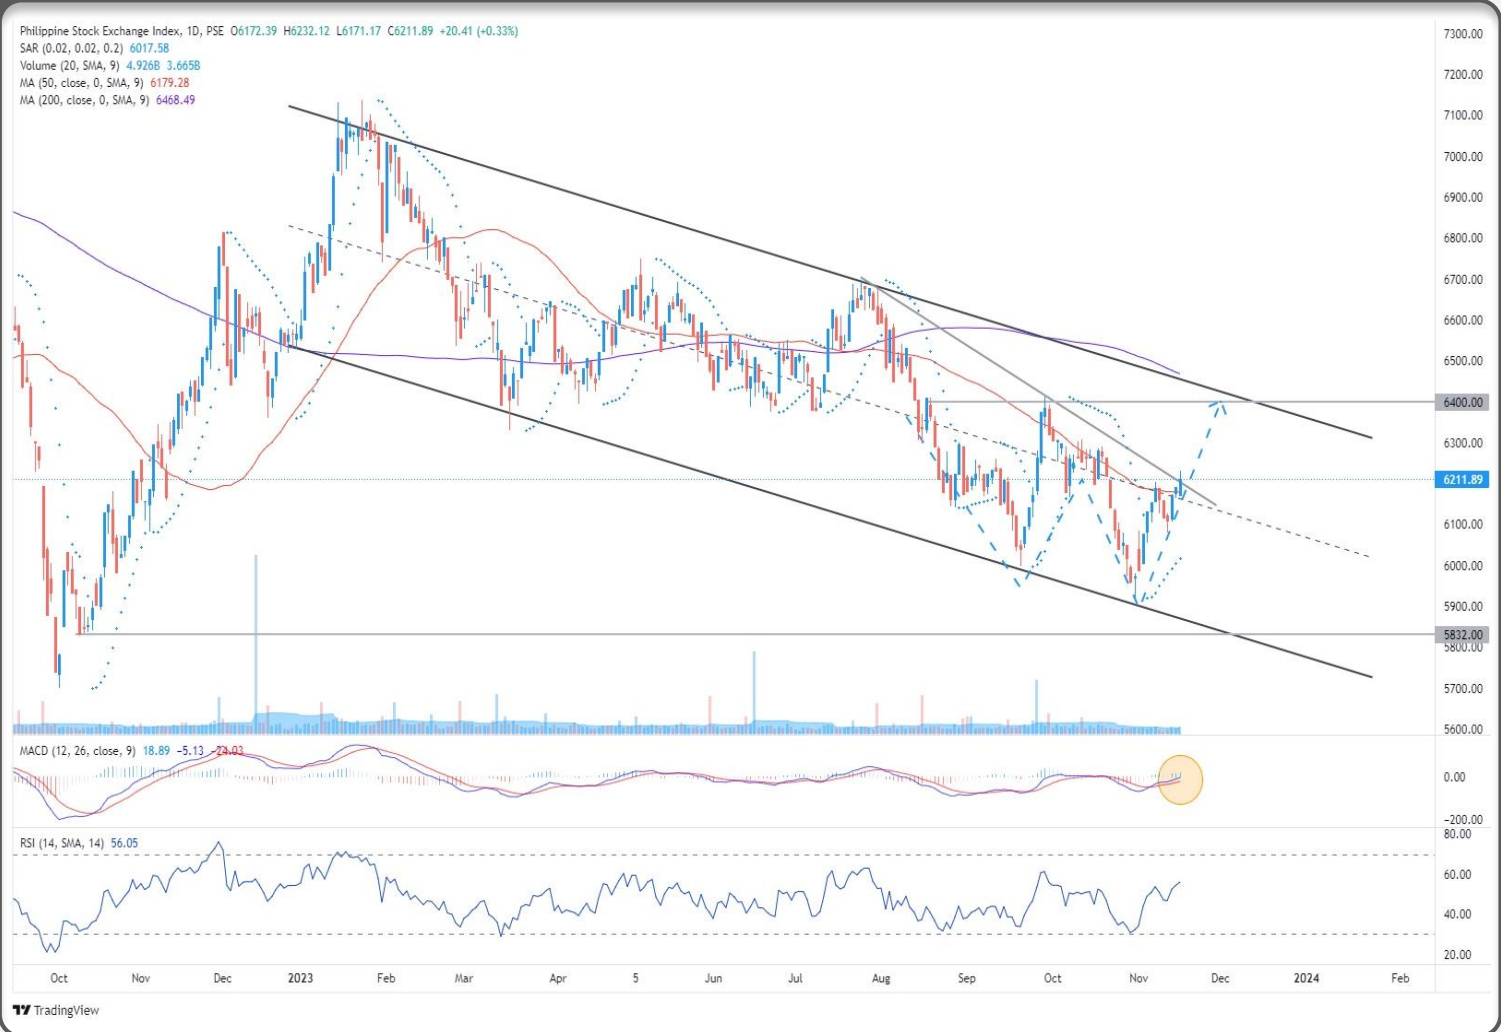 Philippine Stock Exchange Index, 1D, PSE O6172.39 H6232.12 L6171.17 C6211.89 +20.41 (+0.33%)
SAR (0.02, 0.02, 0.2) 6017.58
Volume (20, SMA, 9) 4.926B 3.665B
MA (50, close, 0, SMA, 9) 6179.28
MA (200, close, 0, SMA, 9) 6468.49
7300.00
7200.00
7100.00
7000.00
6900.00
6800.00
6700.00
6600.00
6500.00
6400.00
6300.00
6211.89
6100.00
6000.00
5900.00
5832.00
5800.00
5700.00
5600.00
MACD (12, 26, close, 9) 18.89 −5.13 −24.03
0.00
−200.00
RSI (14, SMA, 14) 56.05
80.00
60.00
40.00
20.00
Oct Nov Dec 2023 Feb Mar Apr 5 Jun Jul Aug Sep Oct Nov Dec 2024 Feb
TradingView